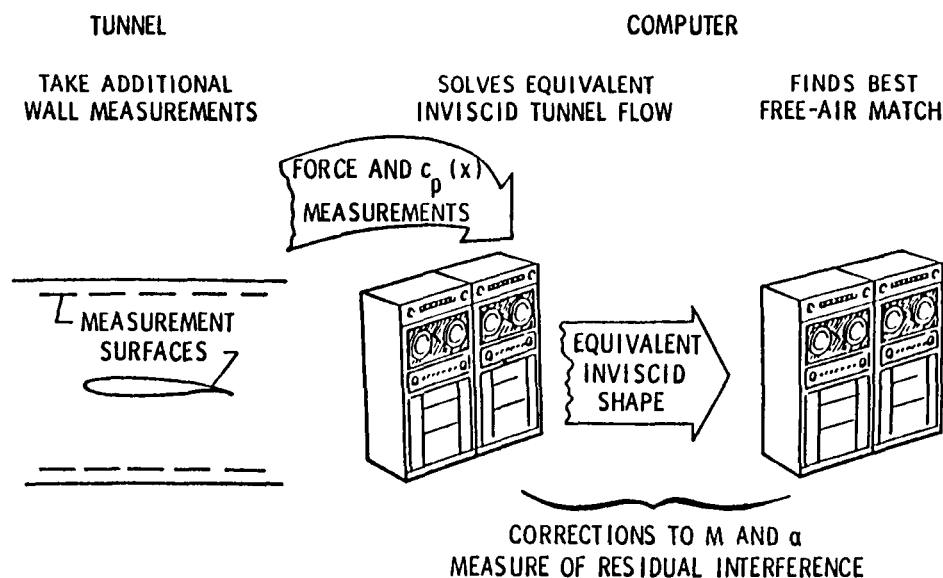 TUNNEL
COMPUTER
TAKE ADDITIONAL
WALL MEASUREMENTS
SOLVES EQUIVALENT
INVISCID TUNNEL FLOW
FINDS BEST
FREE-AIR MATCH
FORCE AND c_p (x)
MEASUREMENTS
MEASUREMENT
SURFACES
EQUIVALENT
INVISCID
SHAPE
CORRECTIONS TO M AND α
MEASURE OF RESIDUAL INTERFERENCE